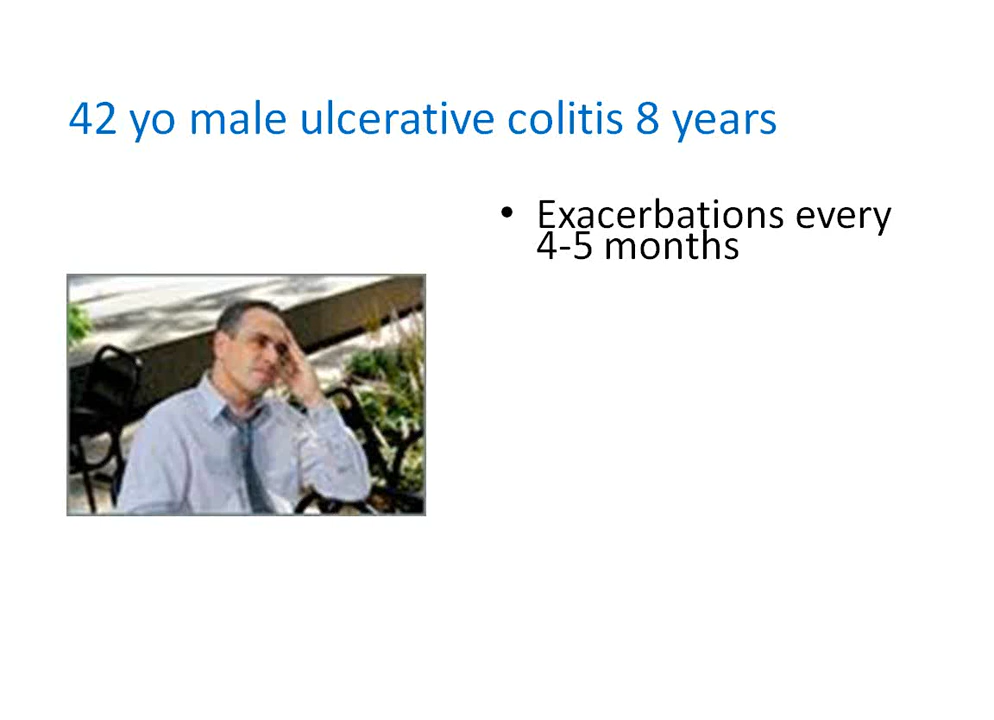 42 yo male ulcerative colitis 8 years
• Exacerbations every
4-5 months